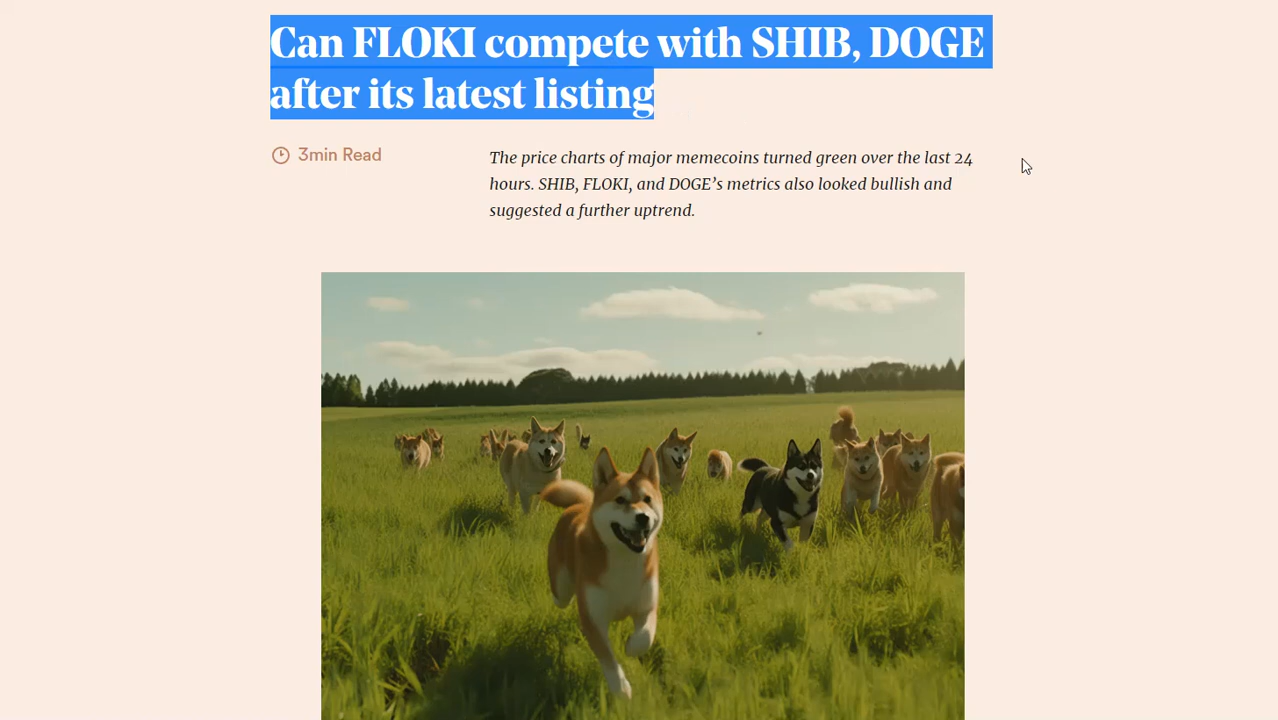 Can FLOKI compete with SHIB, DOGE
after its latest listing
3min Read
The price charts of major memecoins turned green over the last 24
hours. SHIB, FLOKI, and DOGE’s metrics also looked bullish and
suggested a further uptrend.